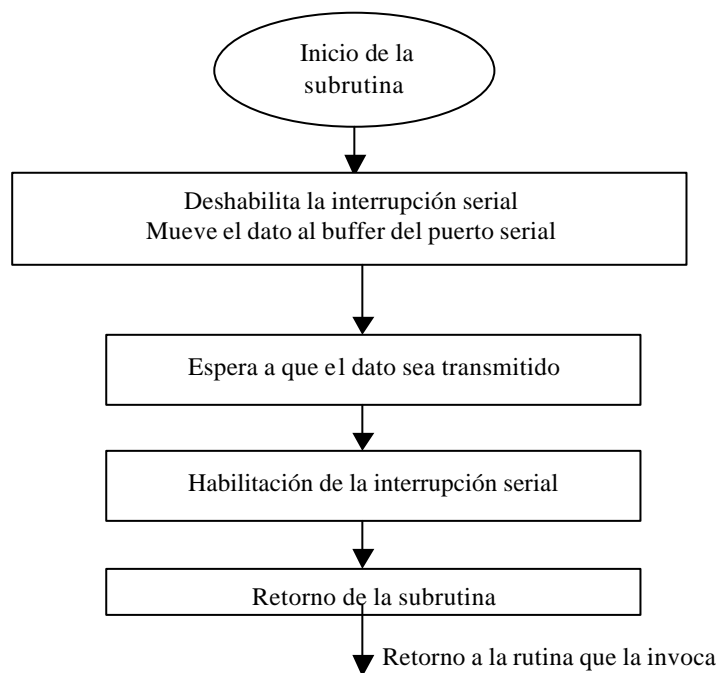 Inicio de la
subrutina
Deshabilita la interrupción serial
Mueve el dato al buffer del puerto serial
Espera a que el dato sea transmitido
Habilitación de la interrupción serial
Retorno de la subrutina
Retorno a la rutina que la invoca